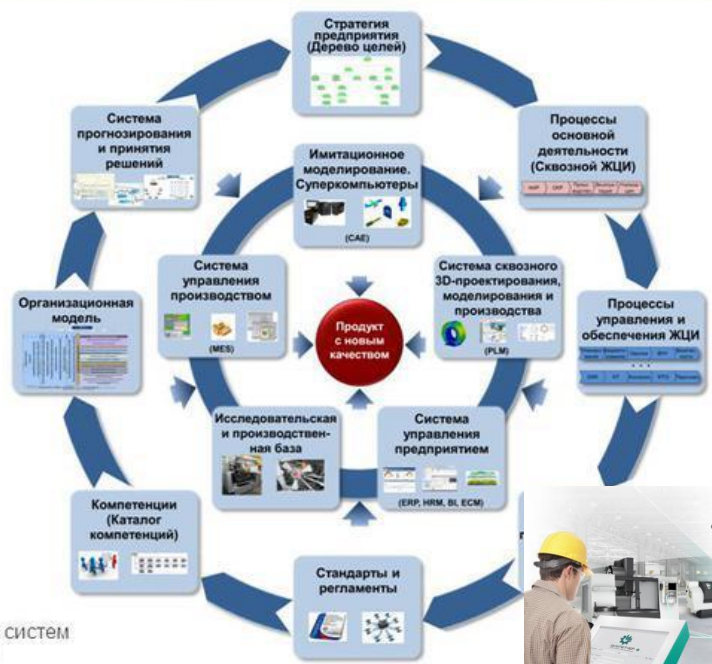 Стратегия
предприятия
(Дерево целей)
Система
прогнозирования
и принятия
решений
Процессы
основной
деятельности
(Сквозной ЖЦИ)
Имитационное
моделирование.
Суперкомпьютеры
(CAE)
Система
управления
производством
(MES)
Система сквозного
3D-проектирования,
моделирования и
производства
(PLM)
Организационная
модель
Продукт
с новым
качеством
Процессы
управления и
обеспечения ЖЦИ
Исследовательская
и производствен-
ная база
Система
управления
предприятием
(ERP, HRM, BI, ECM)
Компетенции
(Каталог
компетенций)
Стандарты и
регламенты
систем